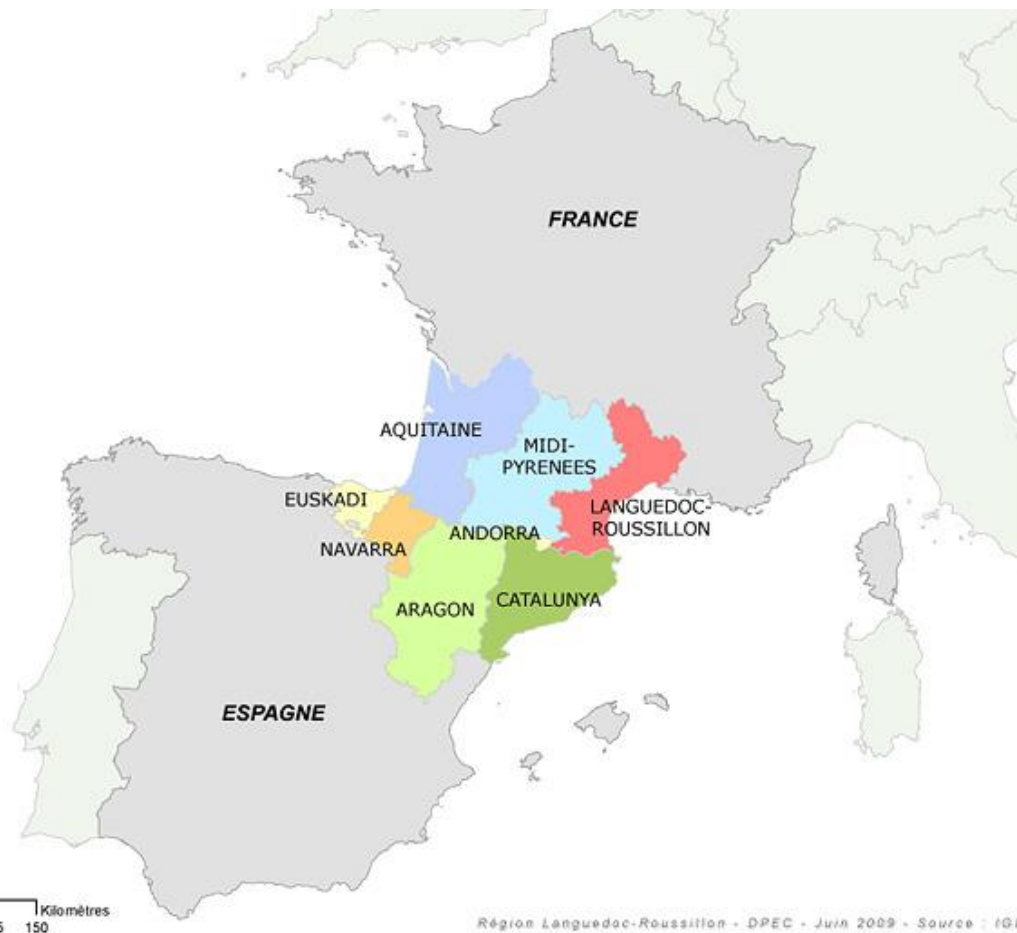 FRANCE
AQUITAINE
MIDI-
PYRENEES
EUSKADI
LANGUEDOC-
ROUSSILLON
ANDORRA
NAVARRA
CATALUNYA
ARAGON
ESPAGNE
Kilomètres
150
Région Languedoc-Roussillon - DPEC - Juin 2009 - Source :